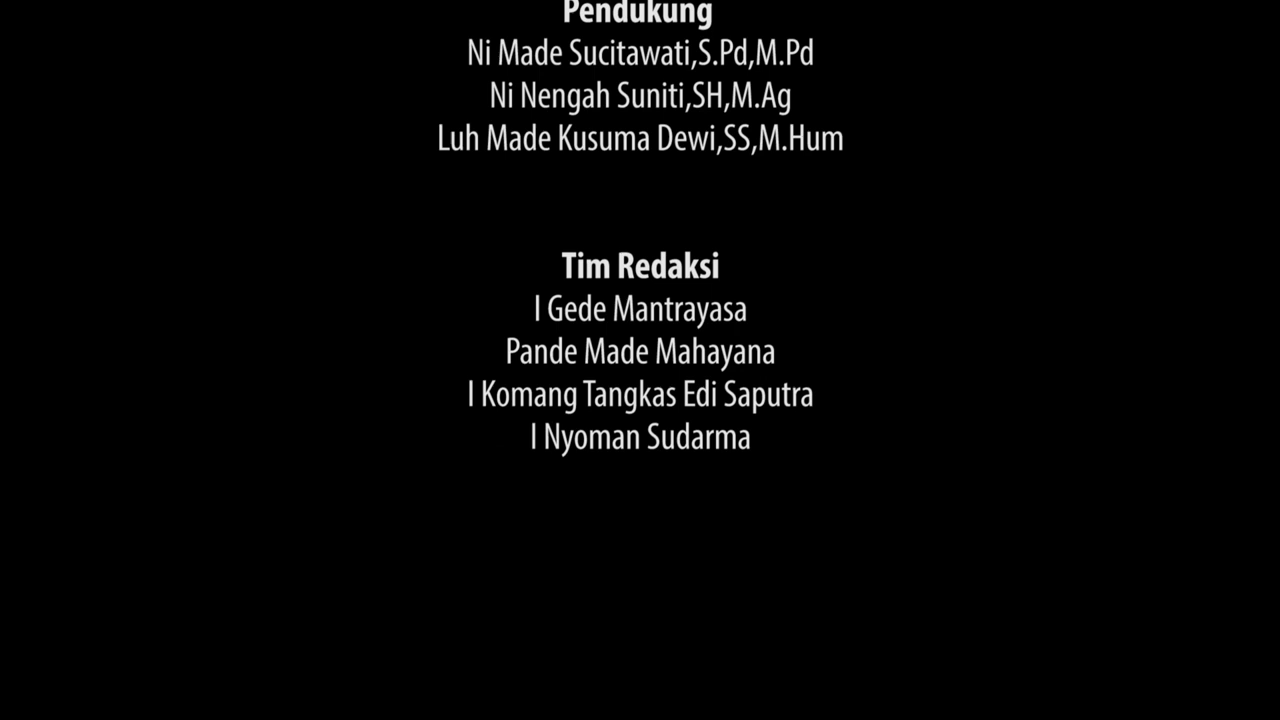 Pendukung
Ni Made Sucitawati,S.Pd,M.Pd
Ni Nengah Suniti,SH,M.Ag
Luh Made Kusuma Dewi,SS,M.Hum
Tim Redaksi
I Gede Mantrayasa
Pande Made Mahayana
I Komang Tangkas Edi Saputra
I Nyoman Sudarma